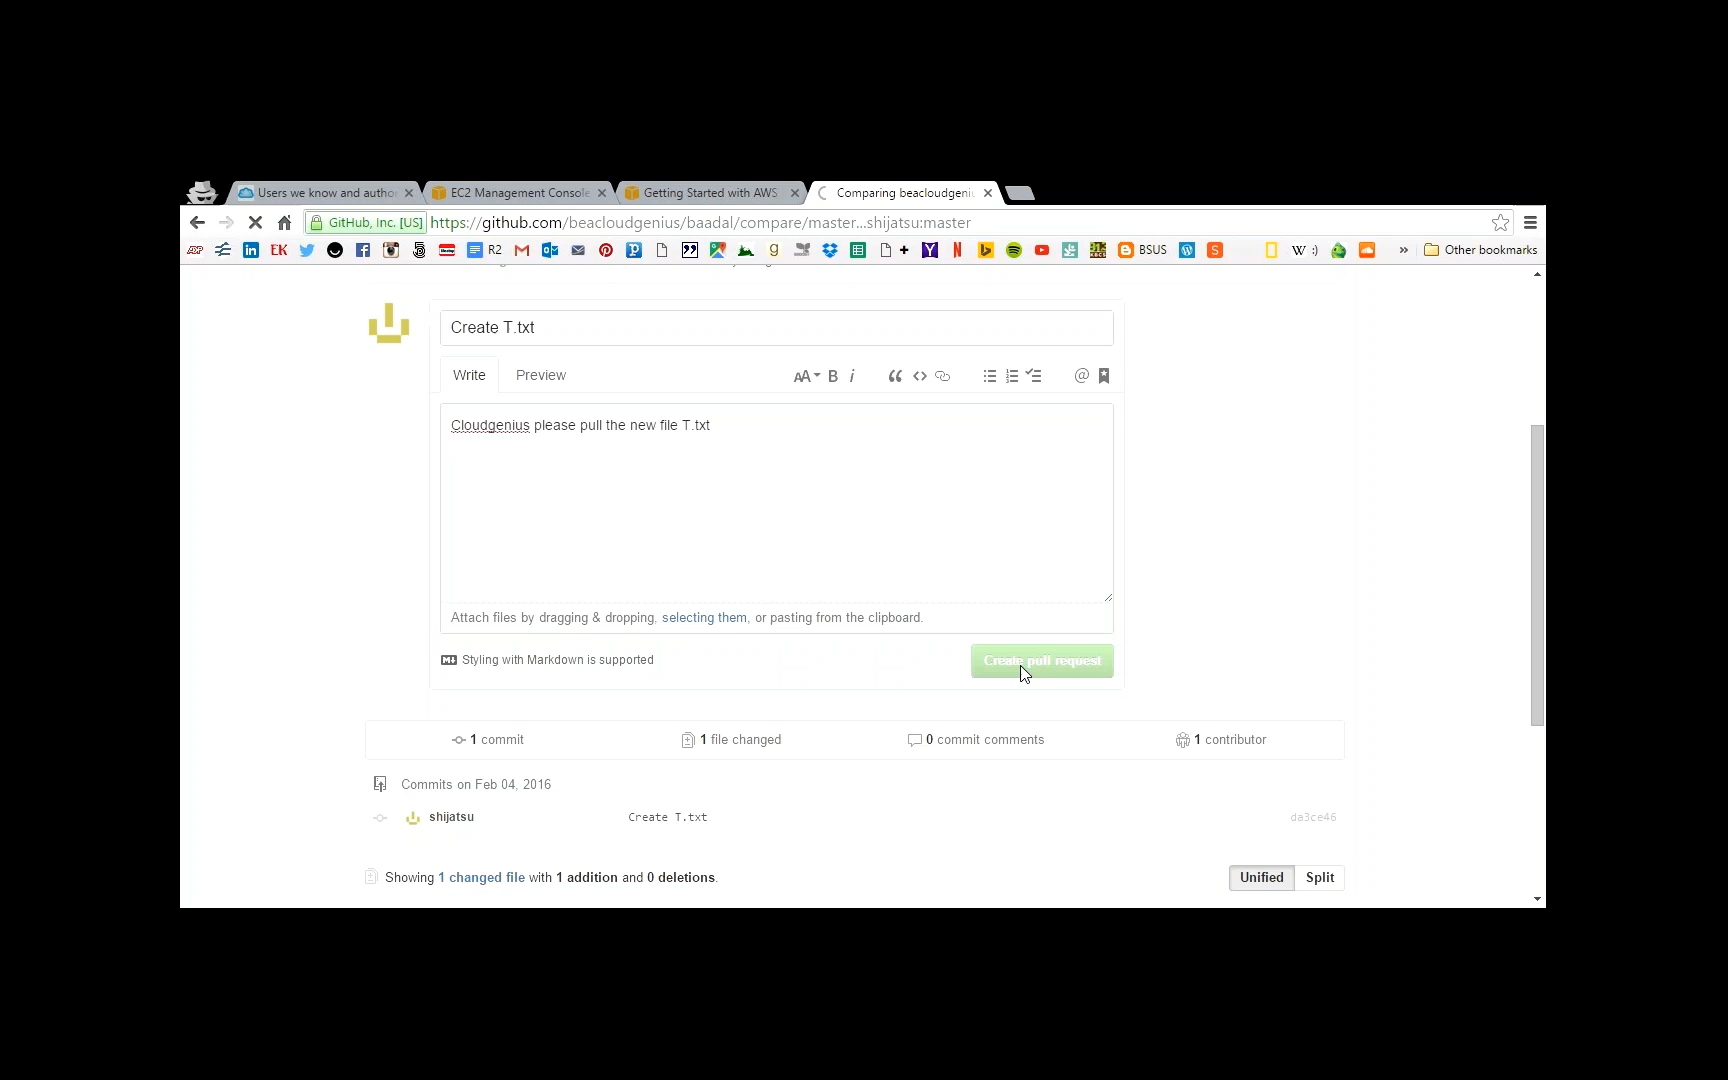 Users we know and autho
EC2 Management Console
Getting Started with AWS
Comparing beacloudgeni
GitHub, Inc. [US]
https://github.com/beacloudgenius/baadal/compare/master...shijatsu:master
EK
R2
BSUS
W :)
» Other bookmarks
Create T.txt
Write
Preview
AA
B
i
Cloudgenius please pull the new file T.txt
Attach files by dragging & dropping, selecting them, or pasting from the clipboard.
Styling with Markdown is supported
Create pull request
1 commit
1 file changed
0 commit comments
1 contributor
Commits on Feb 04, 2016
shijatsu
Create T.txt
da3ce46
Showing 1 changed file with 1 addition and 0 deletions.
Unified
Split